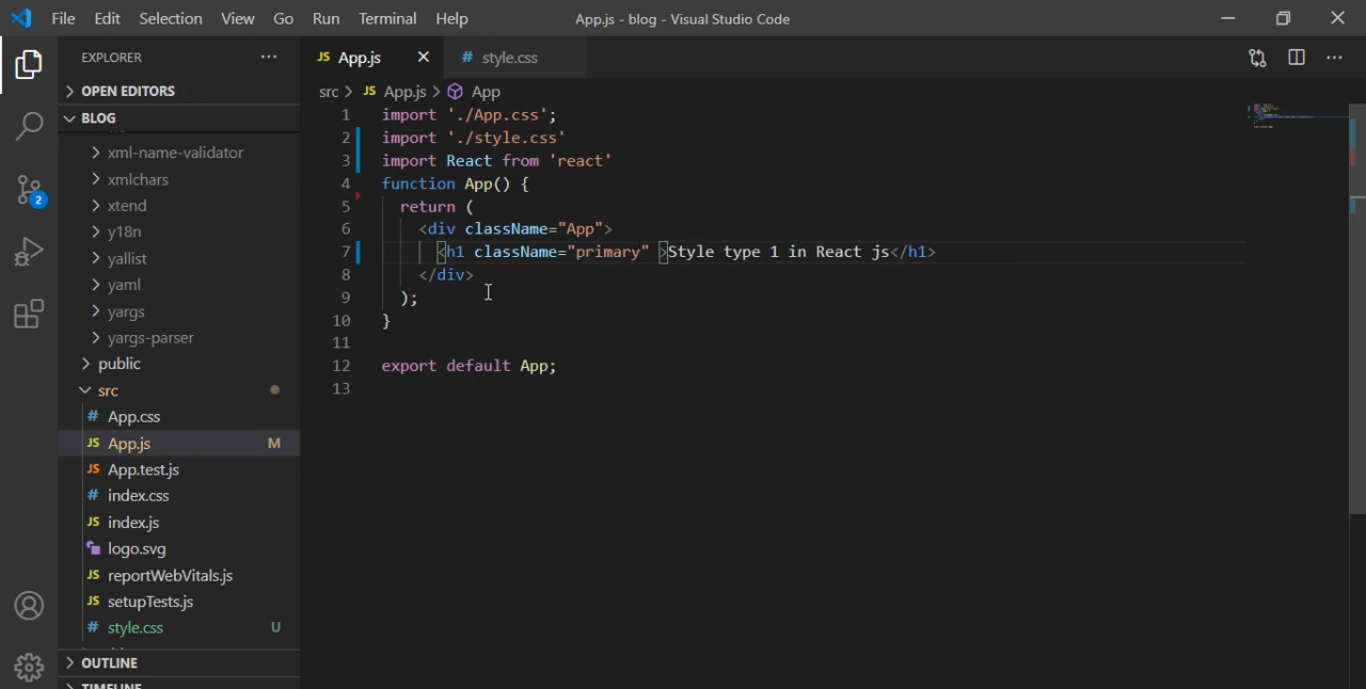 File Edit Selection View Go Run Terminal Help App.js - blog - Visual Studio Code
EXPLORER
OPEN EDITORS
BLOG
xml-name-validator
xmlchars
xtend
y18n
yallist
yaml
yargs
yargs-parser
public
src
# App.css
JS App.js M
JS App.test.js
# index.css
JS index.js
logo.svg
JS reportWebVitals.js
JS setupTests.js
# style.css U
OUTLINE
TIMELINE
2
JS App.js # style.css
src > JS App.js > App
1 import './App.css';
2 import './style.css'
3 import React from 'react'
4 function App() {
5 return (
6 <div className="App">
7 <h1 className="primary" >Style type 1 in React js</h1>
8 </div>
9 );
10 }
11
12 export default App;
13